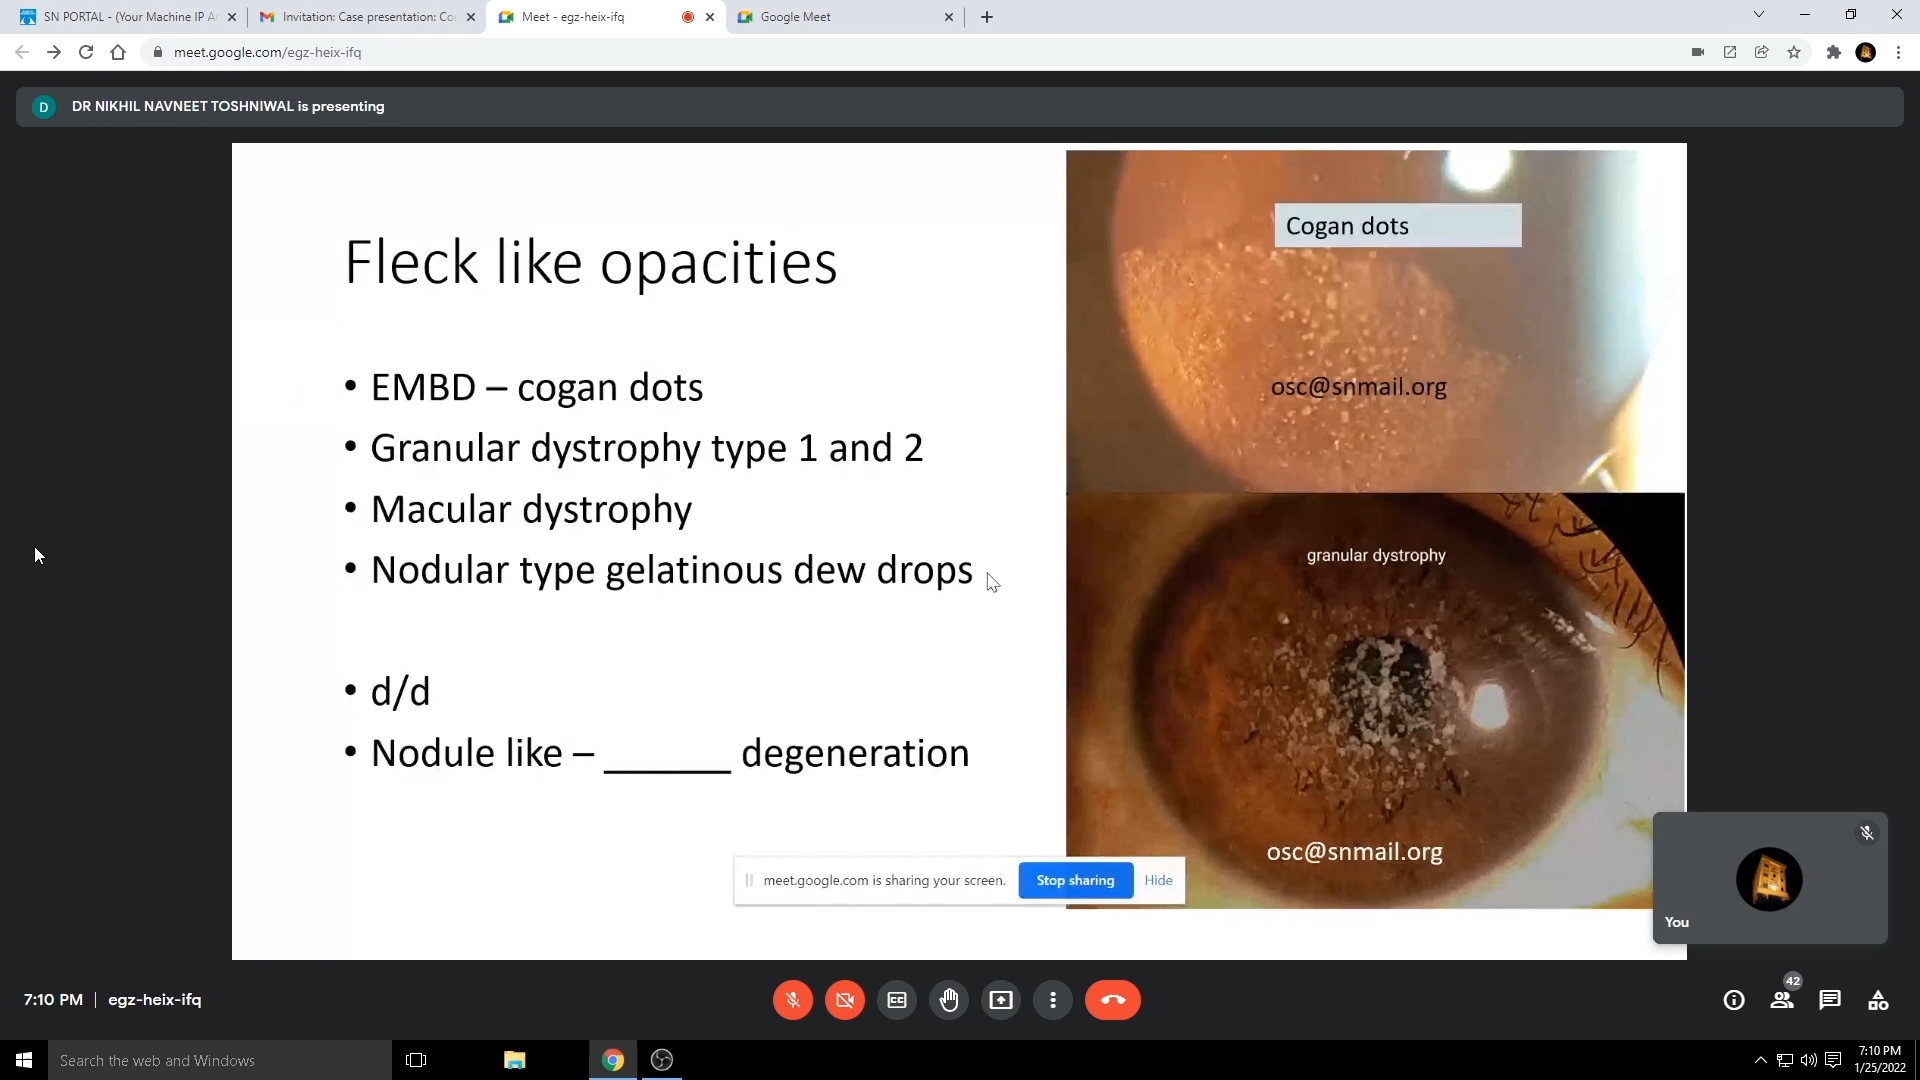 SN PORTAL - (Your Machine IP A
Invitation: Case presentation: Co
Meet - egz-heix-ifq
Google Meet
meet.google.com/egz-heix-ifq
D
DR NIKHIL NAVNEET TOSHNIWAL is presenting
Fleck like opacities
• EMBD – cogan dots
• Granular dystrophy type 1 and 2
• Macular dystrophy
• Nodular type gelatinous dew drops
• d/d
• Nodule like – ______ degeneration
Cogan dots
osc@snmail.org
granular dystrophy
osc@snmail.org
meet.google.com is sharing your screen.
Stop sharing
Hide
You
7:10 PM | egz-heix-ifq
CC
42
Search the web and Windows
7:10 PM
1/25/2022